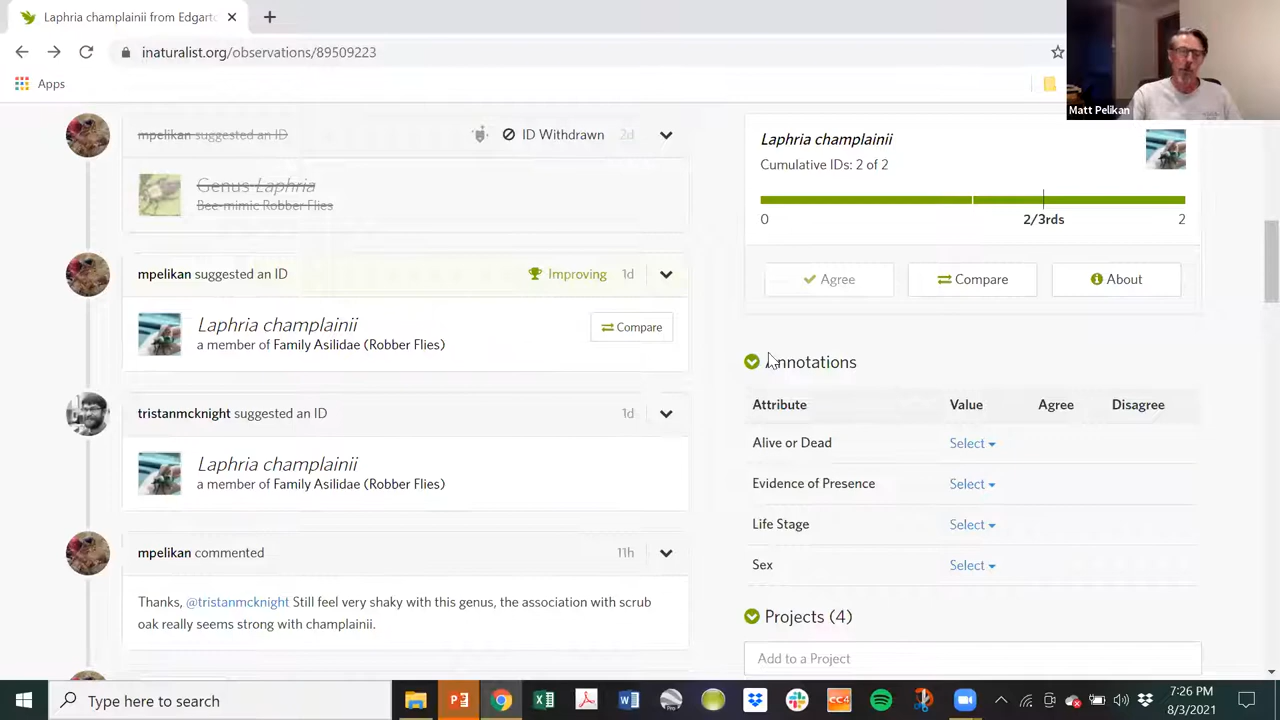 Laphria champlainii from Edgarto
inaturalist.org/observations/89509223
Apps
Matt Pelikan
mpelikan suggested an ID
ID Withdrawn 2d
Genus Laphria
Bee-mimic Robber Flies
mpelikan suggested an ID
Improving 1d
Laphria champlainii
a member of Family Asilidae (Robber Flies)
Compare
tristanmcknight suggested an ID
1d
Laphria champlainii
a member of Family Asilidae (Robber Flies)
mpelikan commented
11h
Thanks, @tristanmcknight Still feel very shaky with this genus, the association with scrub
oak really seems strong with champlainii.
Laphria champlainii
Cumulative IDs: 2 of 2
0 2/3rds 2
Agree Compare About
Annotations
Attribute Value Agree Disagree
Alive or Dead Select
Evidence of Presence Select
Life Stage Select
Sex Select
Projects (4)
Add to a Project
Type here to search
Pro
CC4
7:26 PM
8/3/2021